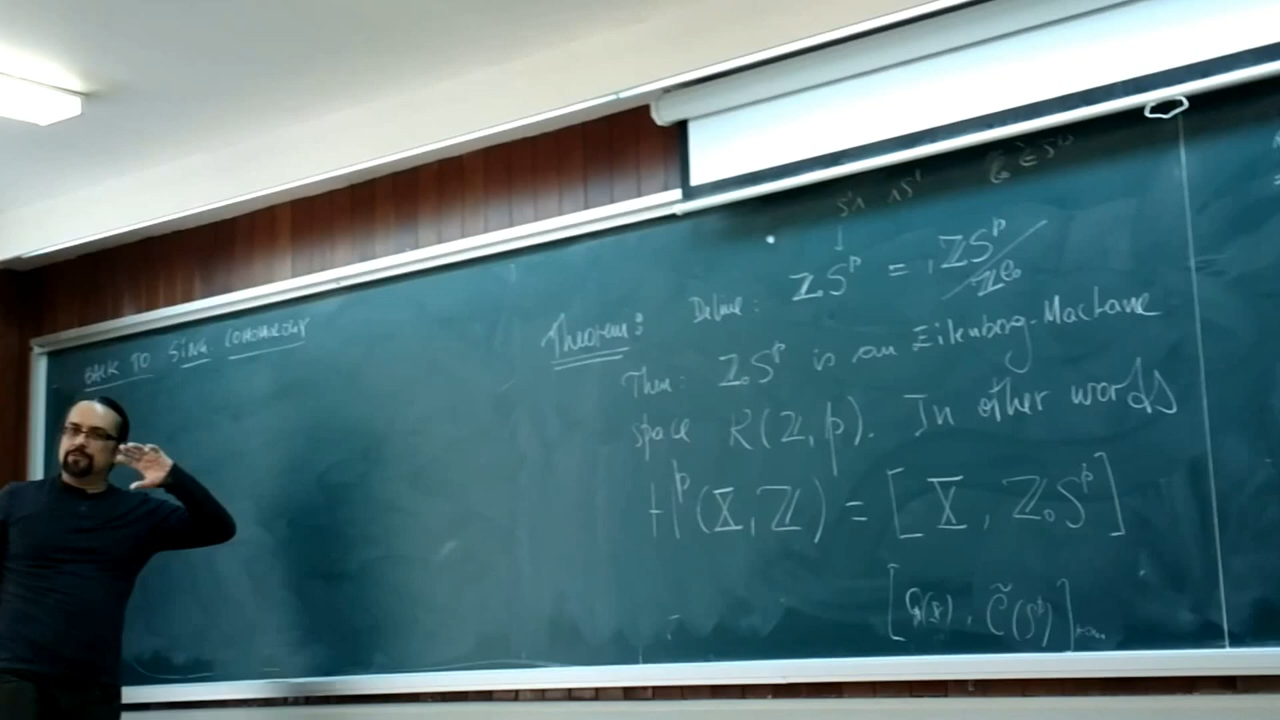 BACK TO SING. COHOMOLOGY
S¹∧ ∧S¹
Theorem: Define: ℤS^p = ℤS^p / ℤe₀
Then: ℤ₀S^p is an Eilenberg-MacLane
space K(ℤ,p). In other words
H^p(X,ℤ) = [X, ℤ₀S^p]
= [C(X), C̃(S^p)]